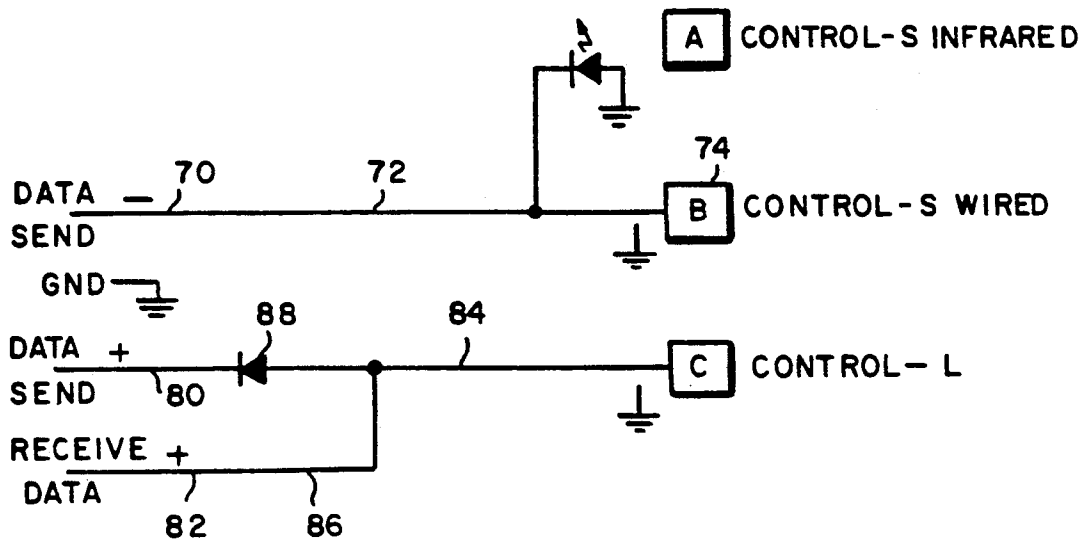 A CONTROL-S INFRARED
74
70
72
DATA −
SEND
B CONTROL-S WIRED
GND
88
84
DATA +
SEND
80
C CONTROL-L
RECEIVE +
DATA
82
86